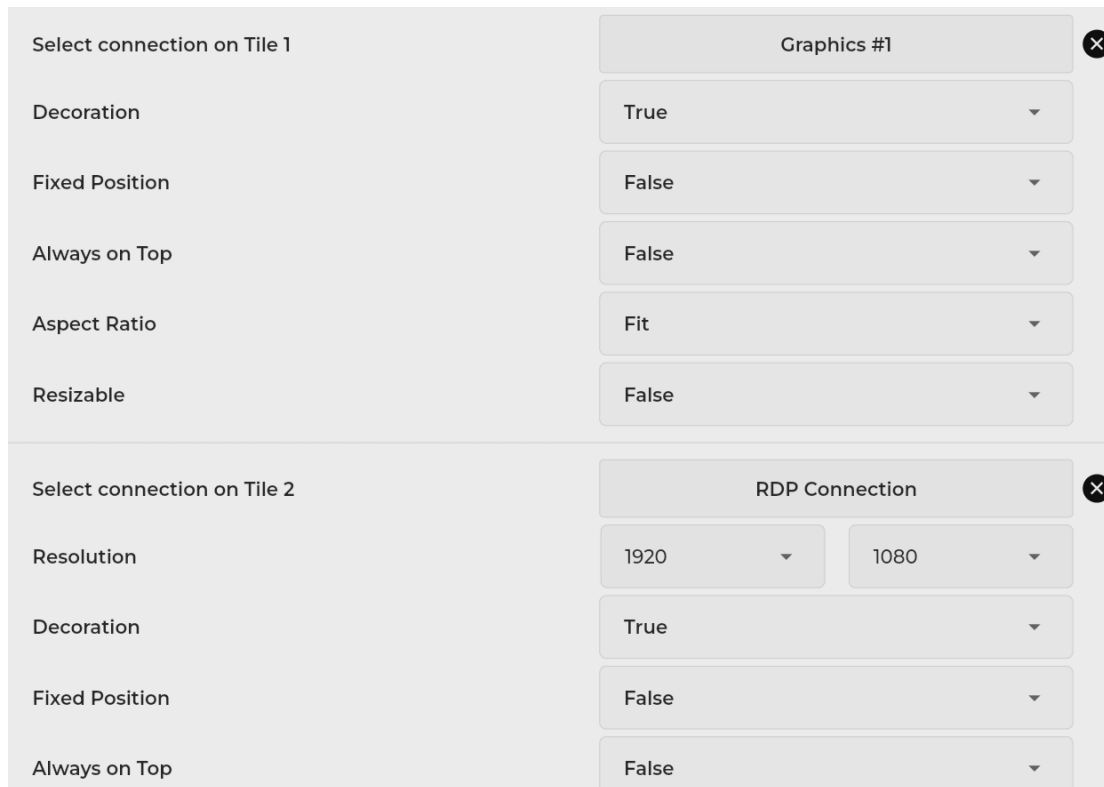 Select connection on Tile 1 Graphics #1
Decoration True
Fixed Position False
Always on Top False
Aspect Ratio Fit
Resizable False
Select connection on Tile 2 RDP Connection
Resolution 1920 1080
Decoration True
Fixed Position False
Always on Top False